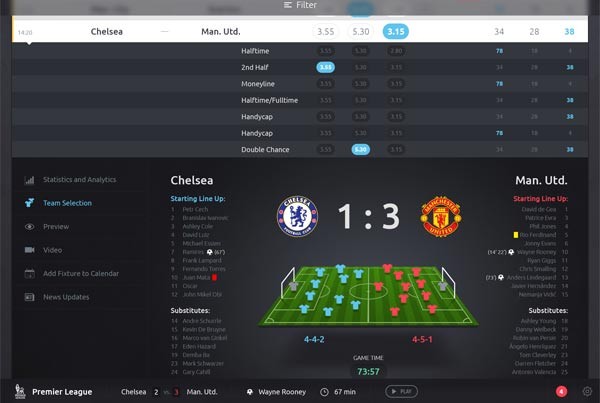 Filter
14:20 Chelsea — Man. Utd. 3.55 5.30 3.15 34 28 38
Halftime 3.55 5.30 2.80 78 18 4
2nd Half 3.55 5.30 3.15 34 28 38
Moneyline 3.55 5.30 3.15 78 18 4
Halftime/Fulltime 3.55 5.30 3.15 34 28 38
Handycap 3.55 5.30 3.15 34 28 38
Handycap 3.55 5.30 3.15 78 18 4
Double Chance 3.55 5.30 3.15 34 28 38
Statistics and Analytics
Team Selection
Preview
Video
Add Fixture to Calendar
News Updates
Chelsea
Starting Line Up:
1 Petr Cech
2 Branislav Ivanovic
3 Ashley Cole
4 David Luiz
5 Michael Essien
7 Ramires (67')
8 Frank Lampard
9 Fernando Torres
10 Juan Mata
11 Oscar
12 John Mikel Obi
Substitutes:
14 Andre Schuerle
15 Kevin De Bruyne
16 Marco van Ginkel
17 Eden Hazard
19 Demba Ba
23 Mark Schwarzer
24 Gary Cahill
CHELSEA
FOOTBALL CLUB
1 : 3
MANCHESTER
UNITED
4-4-2
4-5-1
GAME TIME
73:57
Man. Utd.
Starting Line Up:
David de Gea 1
Patrice Evra 3
Phil Jones 4
Rio Ferdinand 5
Jonny Evans 6
(14' 22') Wayne Rooney 10
Ryan Giggs 11
Chris Smalling 12
(73') Anders Lindegaard 13
Javier Hernández 14
Nemanja Vidić 15
Substitutes:
Ashley Young 18
Danny Welbeck 19
Robin van Persie 20
Ángelo Henríquez 21
Tom Cleverley 23
Darren Fletcher 24
Antonio Valencia 25
Premier League
Chelsea 2 vs 3 Man. Utd.
Wayne Rooney
67 min
PLAY
4